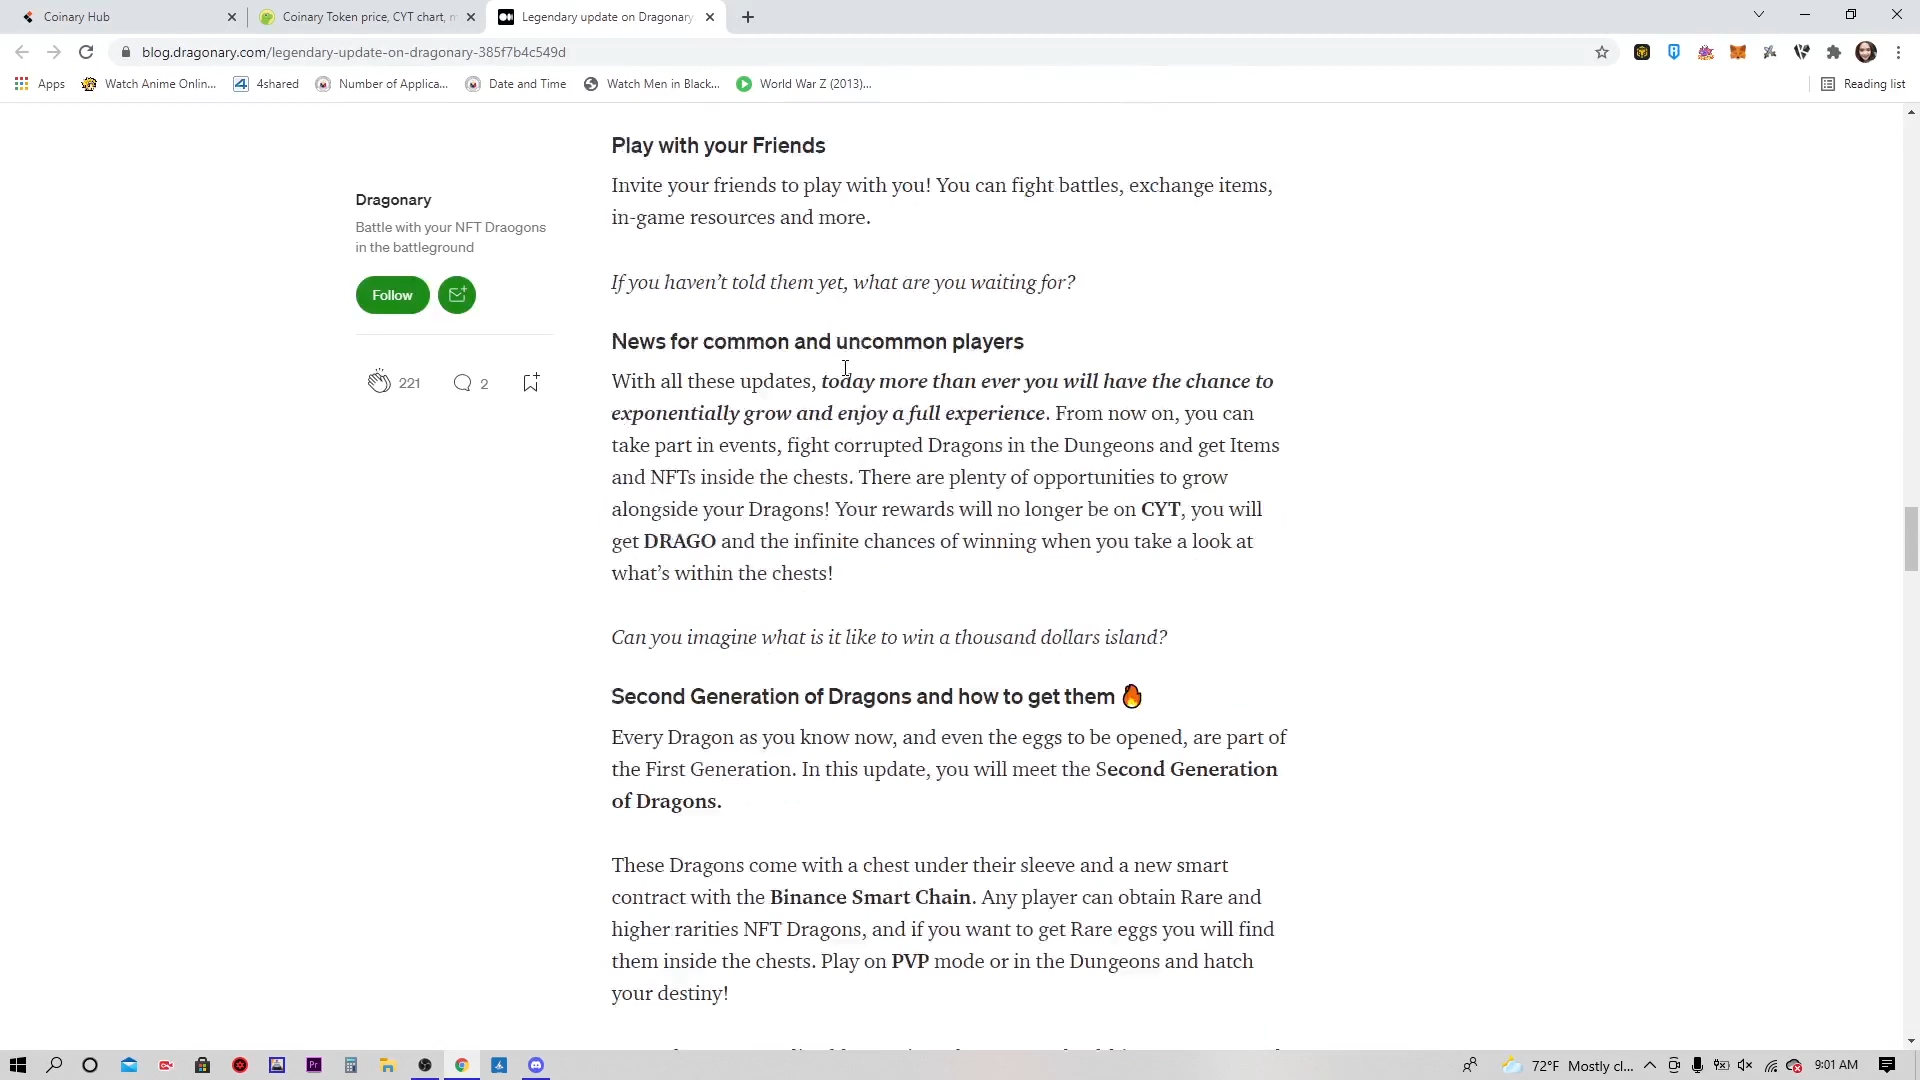 Coinary Hub
Coinary Token price, CYT chart, m
Legendary update on Dragonary
blog.dragonary.com/legendary-update-on-dragonary-385f7b4c549d
Apps
Watch Anime Onlin...
4shared
Number of Applica...
Date and Time
Watch Men in Black...
World War Z (2013)...
Reading list
Dragonary
Battle with your NFT Draogons
in the battleground
Follow
221
2
Play with your Friends
Invite your friends to play with you! You can fight battles, exchange items,
in-game resources and more.
If you haven’t told them yet, what are you waiting for?
News for common and uncommon players
With all these updates, today more than ever you will have the chance to
exponentially grow and enjoy a full experience. From now on, you can
take part in events, fight corrupted Dragons in the Dungeons and get Items
and NFTs inside the chests. There are plenty of opportunities to grow
alongside your Dragons! Your rewards will no longer be on CYT, you will
get DRAGO and the infinite chances of winning when you take a look at
what’s within the chests!
Can you imagine what is it like to win a thousand dollars island?
Second Generation of Dragons and how to get them
Every Dragon as you know now, and even the eggs to be opened, are part of
the First Generation. In this update, you will meet the Second Generation
of Dragons.
These Dragons come with a chest under their sleeve and a new smart
contract with the Binance Smart Chain. Any player can obtain Rare and
higher rarities NFT Dragons, and if you want to get Rare eggs you will find
them inside the chests. Play on PVP mode or in the Dungeons and hatch
your destiny!
72°F Mostly cl...
9:01 AM